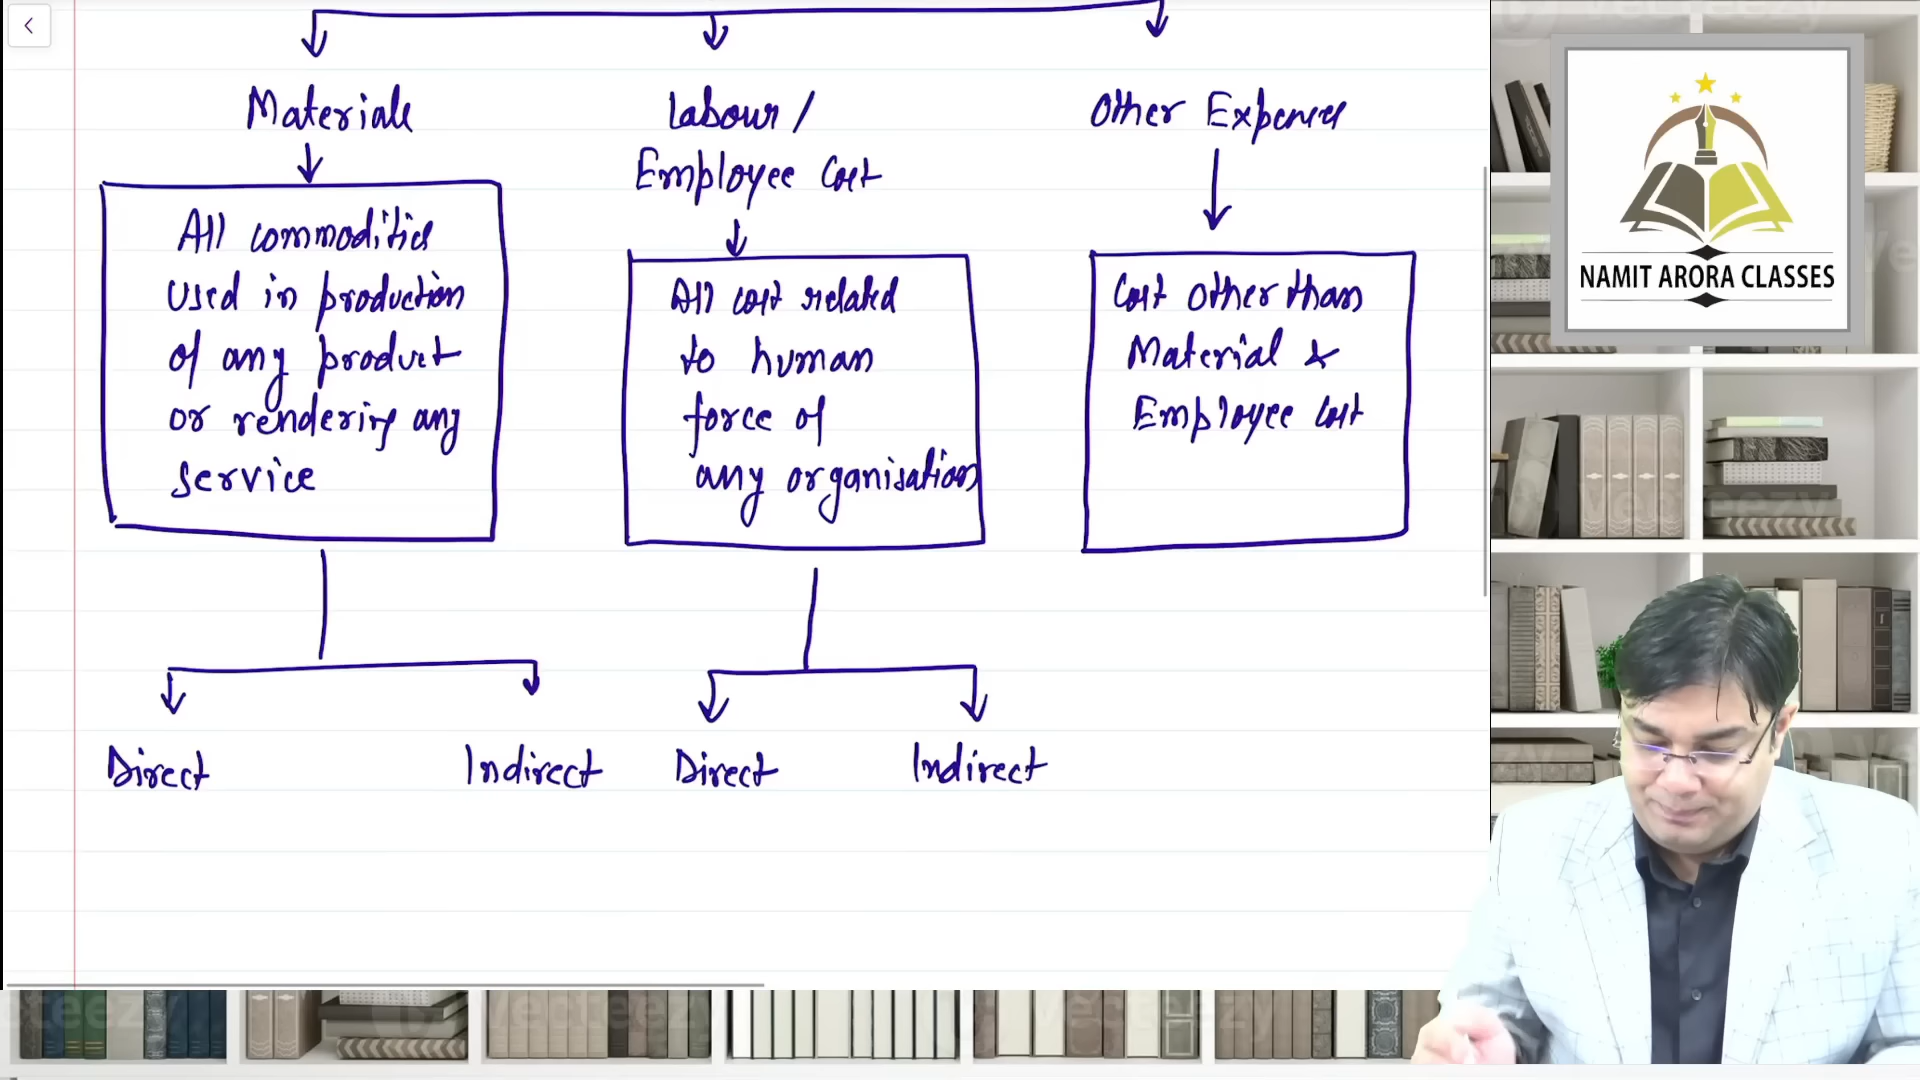 Materials
All commodities
used in production
of any product
or rendering any
service
Direct
Indirect
Labour /
Employee Cost
All cost related
to human
force of
any organisation
Direct
Indirect
Other Expenses
Cost other than
Material &
Employee cost
NAMIT ARORA CLASSES